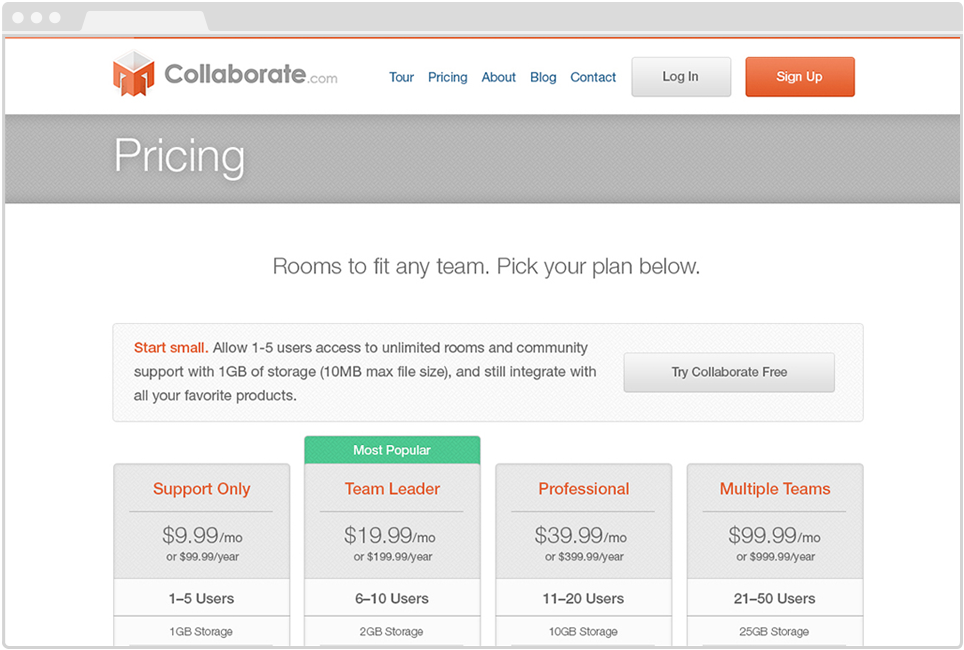 Collaborate.com
Tour Pricing About Blog Contact Log In Sign Up
Pricing
Rooms to fit any team. Pick your plan below.
Start small. Allow 1-5 users access to unlimited rooms and community
support with 1GB of storage (10MB max file size), and still integrate with
all your favorite products.
Try Collaborate Free
Most Popular
Support Only
$9.99/mo
or $99.99/year
1–5 Users
1GB Storage
Team Leader
$19.99/mo
or $199.99/year
6–10 Users
2GB Storage
Professional
$39.99/mo
or $399.99/year
11–20 Users
10GB Storage
Multiple Teams
$99.99/mo
or $999.99/year
21–50 Users
25GB Storage